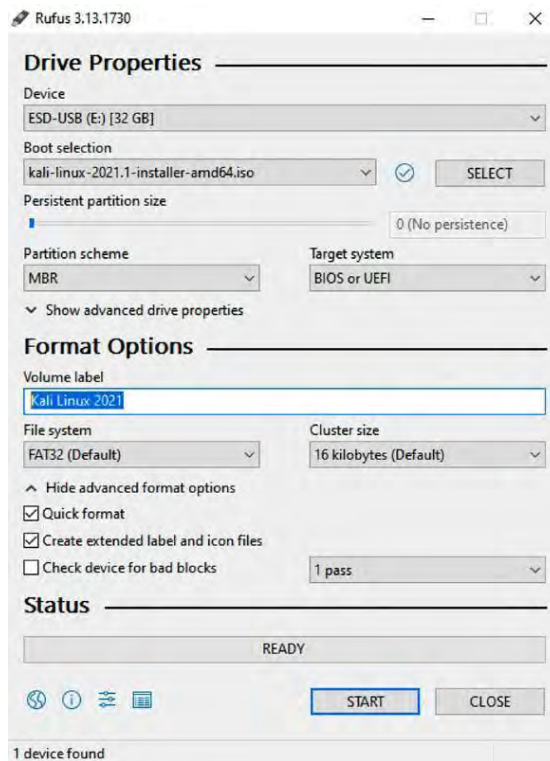 Rufus 3.13.1730
Drive Properties
Device
ESD-USB (E:) [32 GB]
Boot selection
kali-linux-2021.1-installer-amd64.iso
SELECT
Persistent partition size
0 (No persistence)
Partition scheme
Target system
MBR
BIOS or UEFI
Show advanced drive properties
Format Options
Volume label
Kali Linux 2021
File system
Cluster size
FAT32 (Default)
16 kilobytes (Default)
Hide advanced format options
Quick format
Create extended label and icon files
Check device for bad blocks
1 pass
Status
READY
START
CLOSE
1 device found